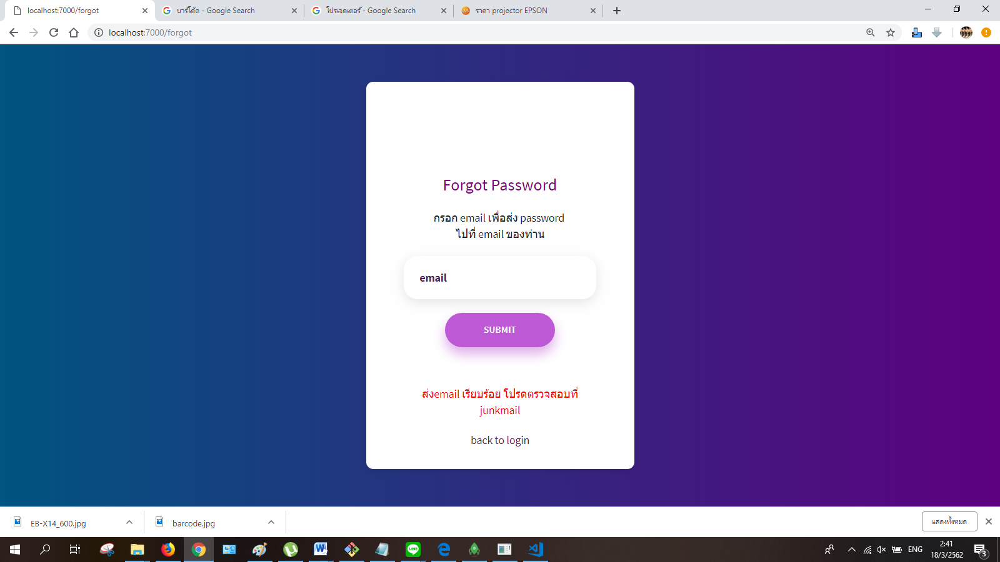 localhost:7000/forgot
บาร์โค้ด - Google Search
โปรเจคเตอร์ - Google Search
ราคา projector EPSON
localhost:7000/forgot
Forgot Password
กรอก email เพื่อส่ง password
ไปที่ email ของท่าน
email
SUBMIT
ส่งemail เรียบร้อย โปรดตรวจสอบที่
junkmail
back to login
EB-X14_600.jpg
barcode.jpg
แสดงทั้งหมด
ENG
2:41
18/3/2562
3